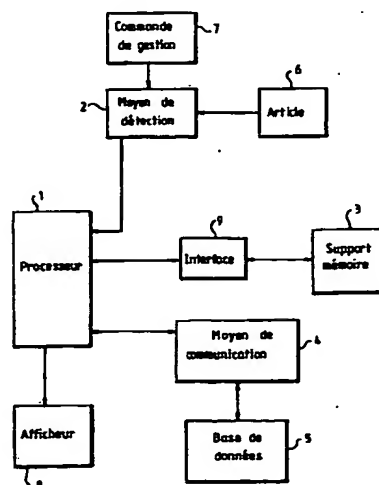 Commande
de gestion
7
6
2
Moyen de
détection
Article
1
9
3
Processeur
Interface
Support
mémoire
Moyen de
communication
4
Afficheur
Base de
données
5